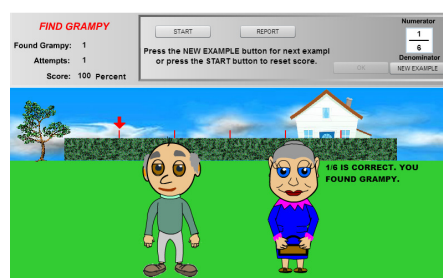 FIND GRAMPY
Found Grampy: 1
Attempts: 1
Score: 100 Percent
START
REPORT
Press the NEW EXAMPLE button for next exampl
or press the START button to reset score.
Numerator
1
6
Denominator
OK
NEW EXAMPLE
1/6 IS CORRECT. YOU
FOUND GRAMPY.